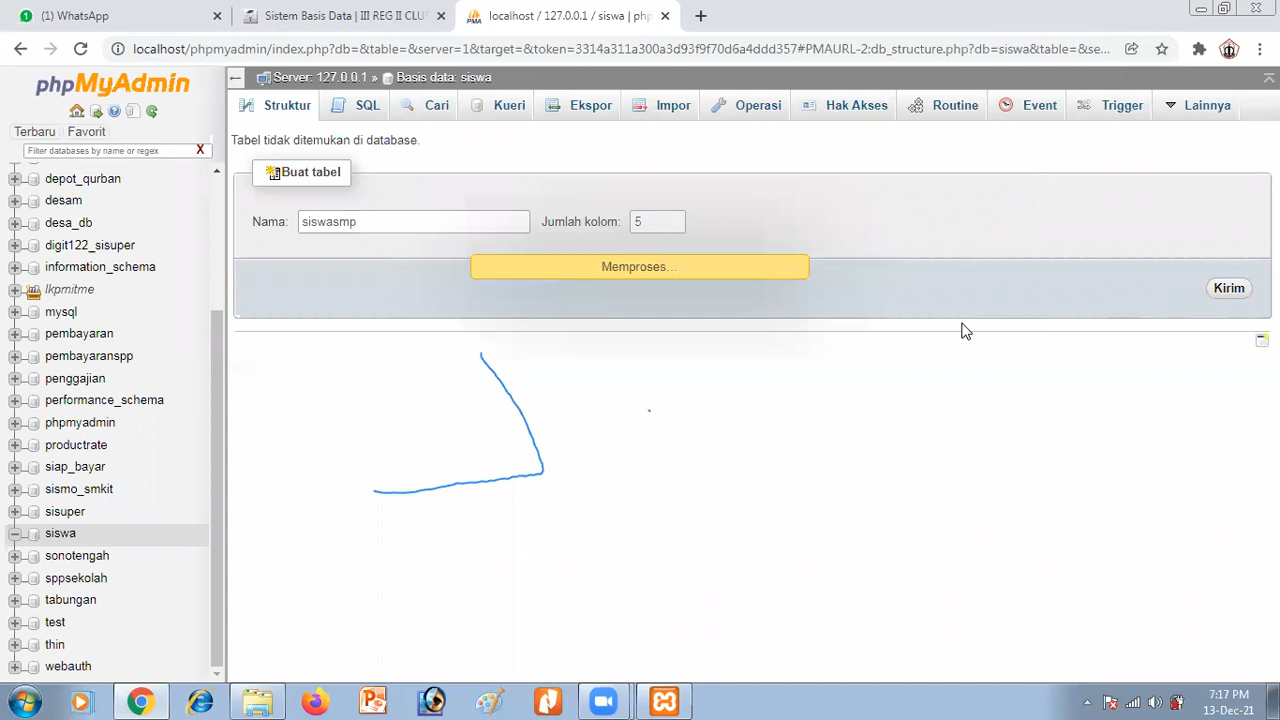 (1) WhatsApp
Sistem Basis Data | III REG II CLU
localhost / 127.0.0.1 / siswa | php
localhost/phpmyadmin/index.php?db=&table=&server=1&target=&token=3314a311a300a3d93f9f70d6a4ddd357#PMAURL-2:db_structure.php?db=siswa&table=&se...
phpMyAdmin
Terbaru Favorit
Filter databases by name or regex X
depot_qurban
desam
desa_db
digit122_sisuper
information_schema
lkpmitme
mysql
pembayaran
pembayaranspp
penggajian
performance_schema
phpmyadmin
productrate
siap_bayar
sismo_smkit
sisuper
siswa
sonotengah
sppsekolah
tabungan
test
thin
webauth
Server: 127.0.0.1 » Basis data: siswa
Struktur SQL Cari Kueri Ekspor Impor Operasi Hak Akses Routine Event Trigger Lainnya
Tabel tidak ditemukan di database.
Buat tabel
Nama: siswasmp Jumlah kolom: 5
Memproses...
Kirim
7:17 PM
13-Dec-21